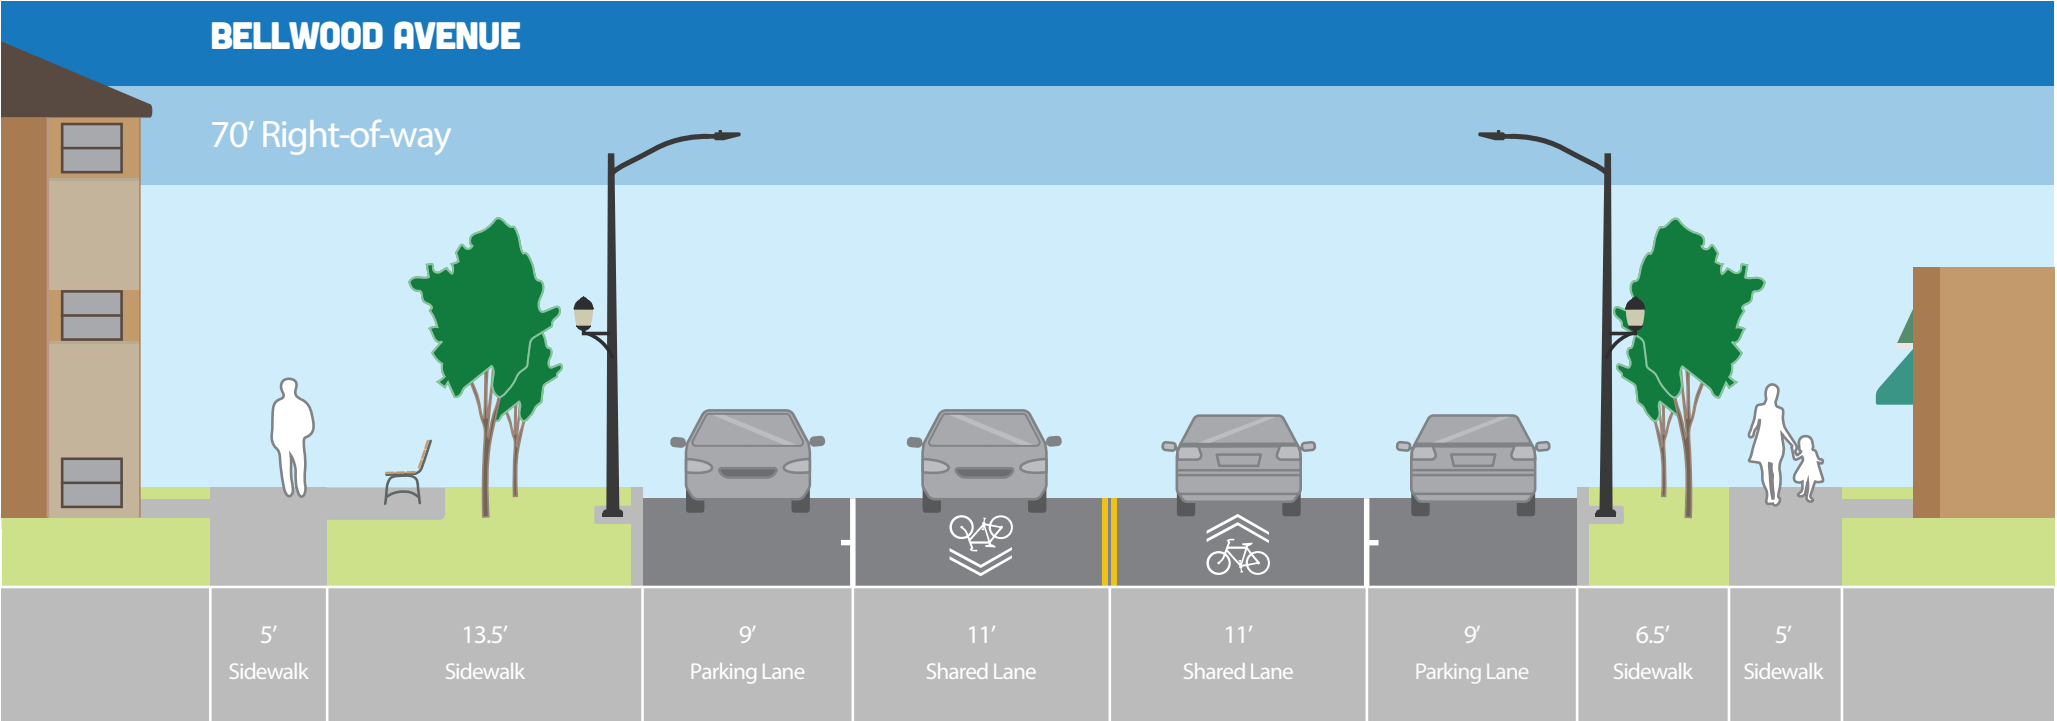 BELLWOOD AVENUE
70’ Right-of-way
5’
Sidewalk
13.5’
Sidewalk
9’
Parking Lane
11’
Shared Lane
11’
Shared Lane
9’
Parking Lane
6.5’
Sidewalk
5’
Sidewalk